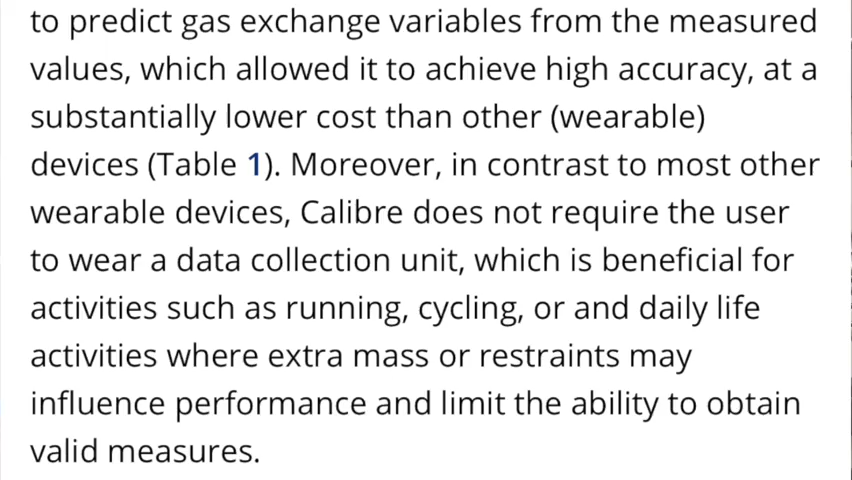 to predict gas exchange variables from the measured
values, which allowed it to achieve high accuracy, at a
substantially lower cost than other (wearable)
devices (Table 1). Moreover, in contrast to most other
wearable devices, Calibre does not require the user
to wear a data collection unit, which is beneficial for
activities such as running, cycling, or and daily life
activities where extra mass or restraints may
influence performance and limit the ability to obtain
valid measures.